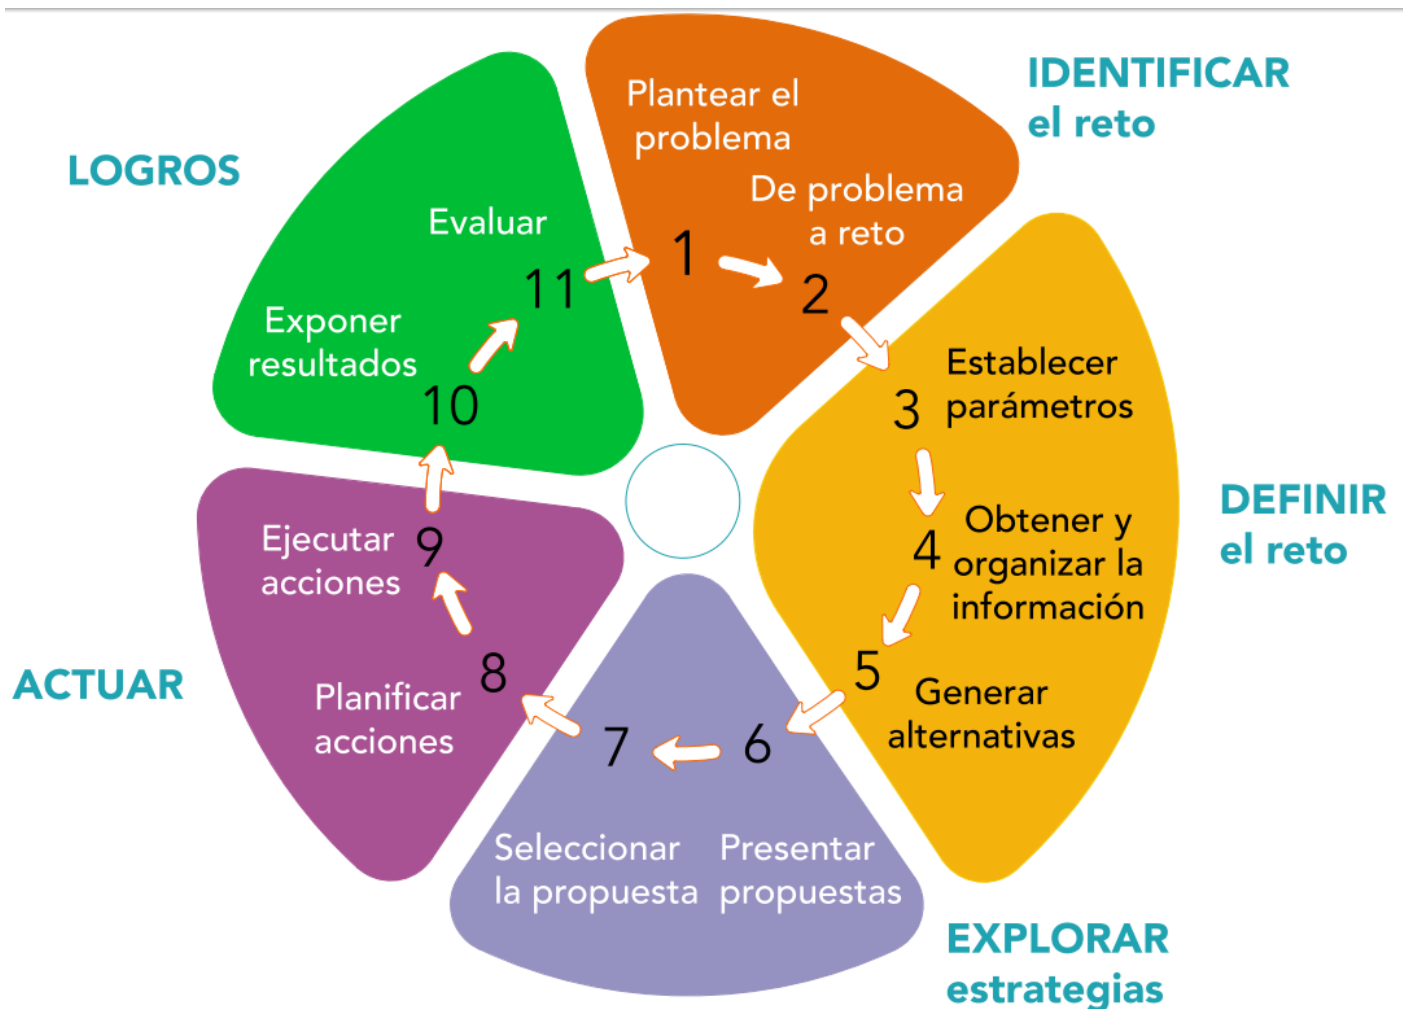 IDENTIFICAR
el reto
Plantear el
problema
De problema
a reto
1
2
DEFINIR
el reto
3
Establecer
parámetros
4
Obtener y
organizar la
información
5
Generar
alternativas
EXPLORAR
estrategias
6
Presentar
propuestas
7
Seleccionar
la propuesta
ACTUAR
8
Planificar
acciones
9
Ejecutar
acciones
LOGROS
10
Exponer
resultados
11
Evaluar